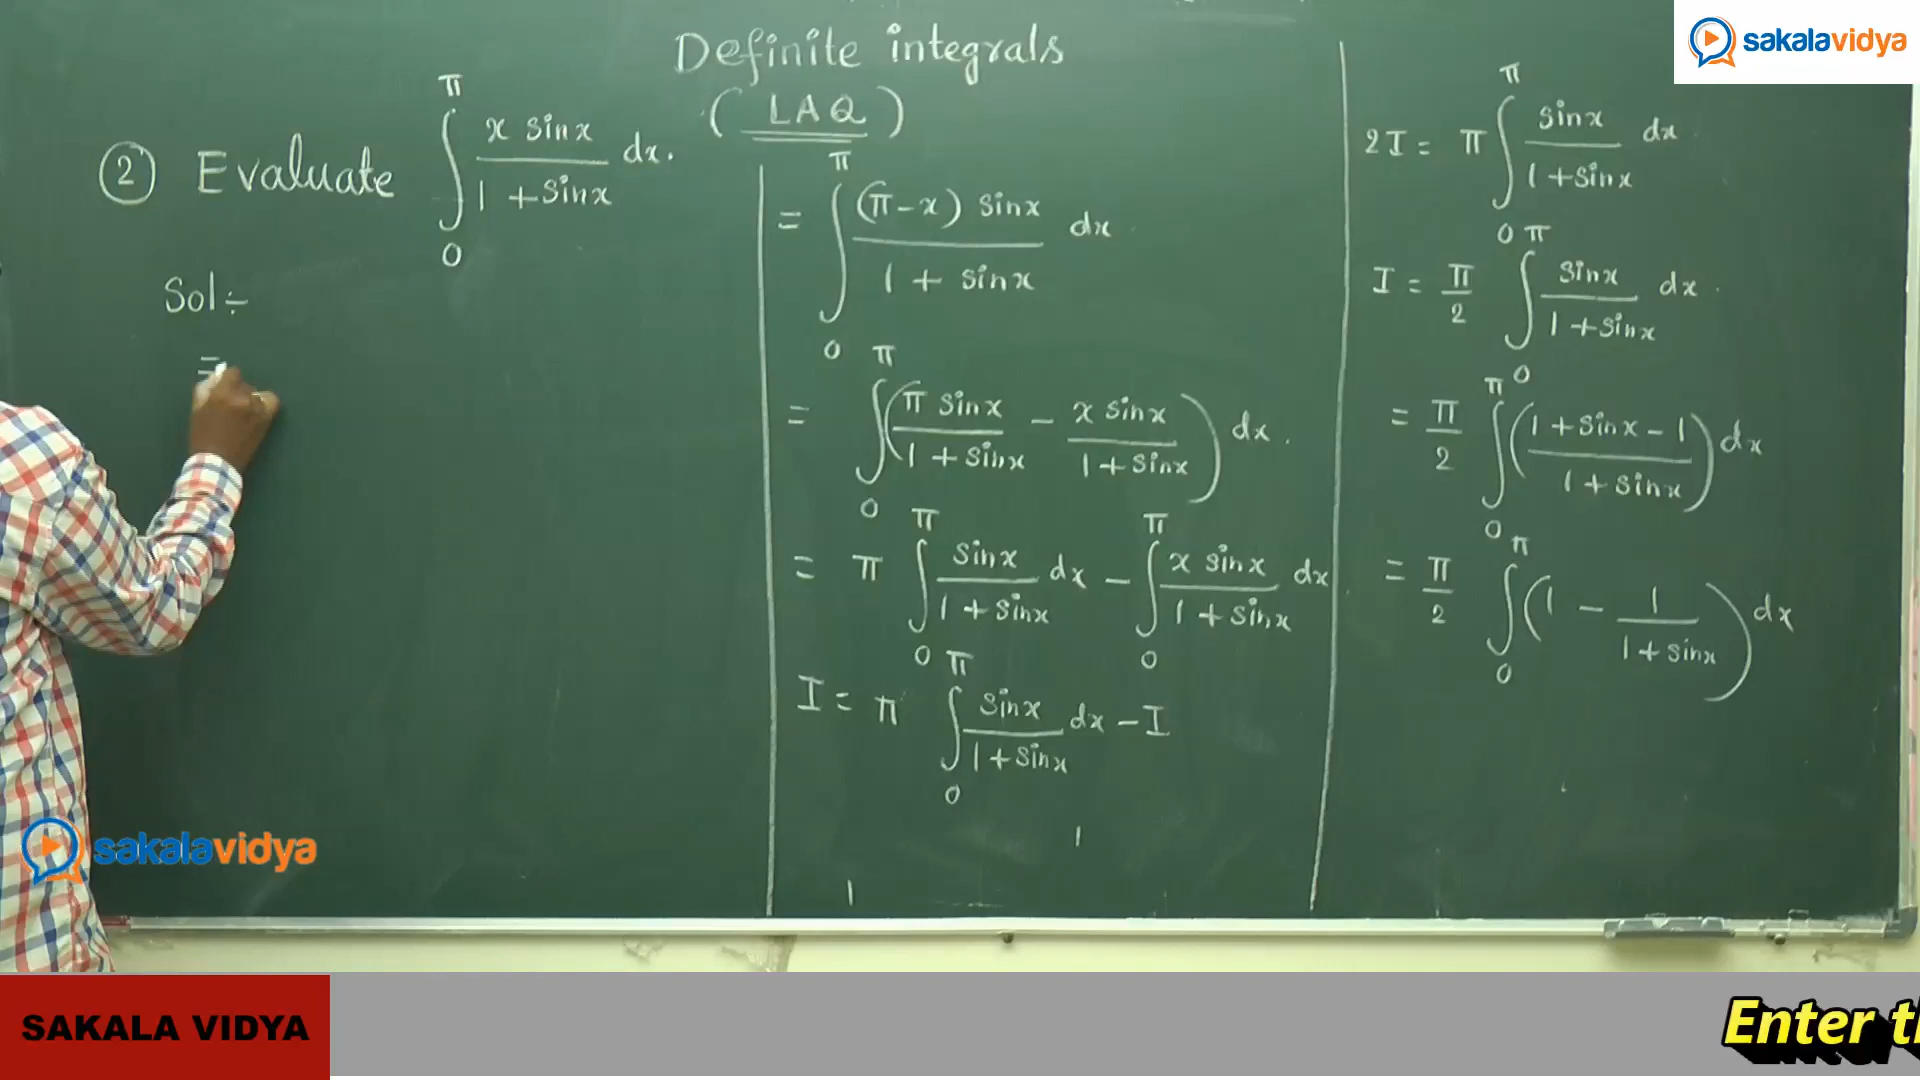 Definite integrals
( LAQ )
② Evaluate ∫₀^π (x sinx)/(1 + sinx) dx.
Sol ÷
=
= ∫₀^π ((π - x) sinx)/(1 + sinx) dx
= ∫₀^π ( (π sinx)/(1 + sinx) - (x sinx)/(1 + sinx) ) dx.
= π ∫₀^π (sinx)/(1 + sinx) dx - ∫₀^π (x sinx)/(1 + sinx) dx
I = π ∫₀^π (sinx)/(1 + sinx) dx - I
2I = π ∫₀^π (sinx)/(1 + sinx) dx
I = π/2 ∫₀^π (sinx)/(1 + sinx) dx.
= π/2 ∫₀^π ( (1 + sinx - 1)/(1 + sinx) ) dx
= π/2 ∫₀^π ( 1 - 1/(1 + sinx) ) dx
sakalavidya
sakalavidya
SAKALA VIDYA
Enter